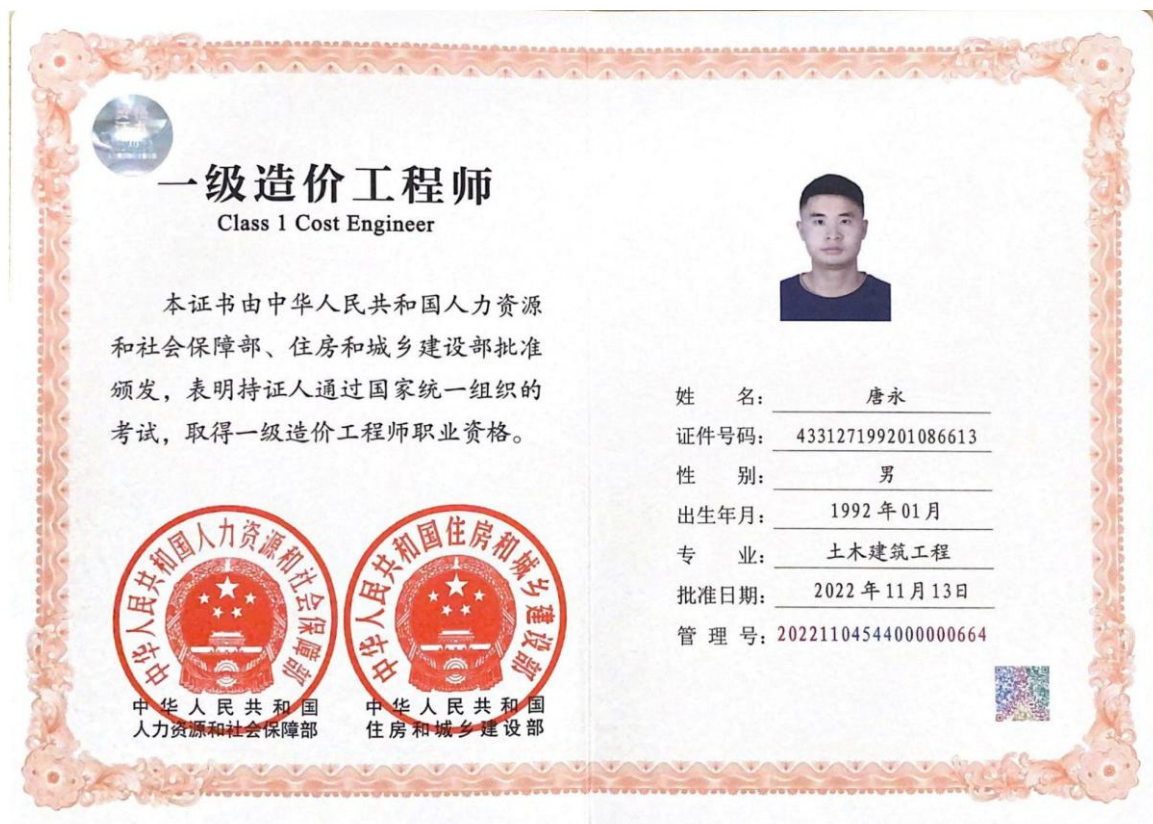 一级造价工程师
Class 1 Cost Engineer
本证书由中华人民共和国人力资源
和社会保障部、住房和城乡建设部批准
颁发，表明持证人通过国家统一组织的
考试，取得一级造价工程师职业资格。
中华人民共和国人力资源和社会保障部
中华人民共和国住房和城乡建设部
中华人民共和国
人力资源和社会保障部
中华人民共和国
住房和城乡建设部
姓 名： 唐永
证件号码： 433127199201086613
性 别： 男
出生年月： 1992年01月
专 业： 土木建筑工程
批准日期： 2022年11月13日
管 理 号：20221104544000000664